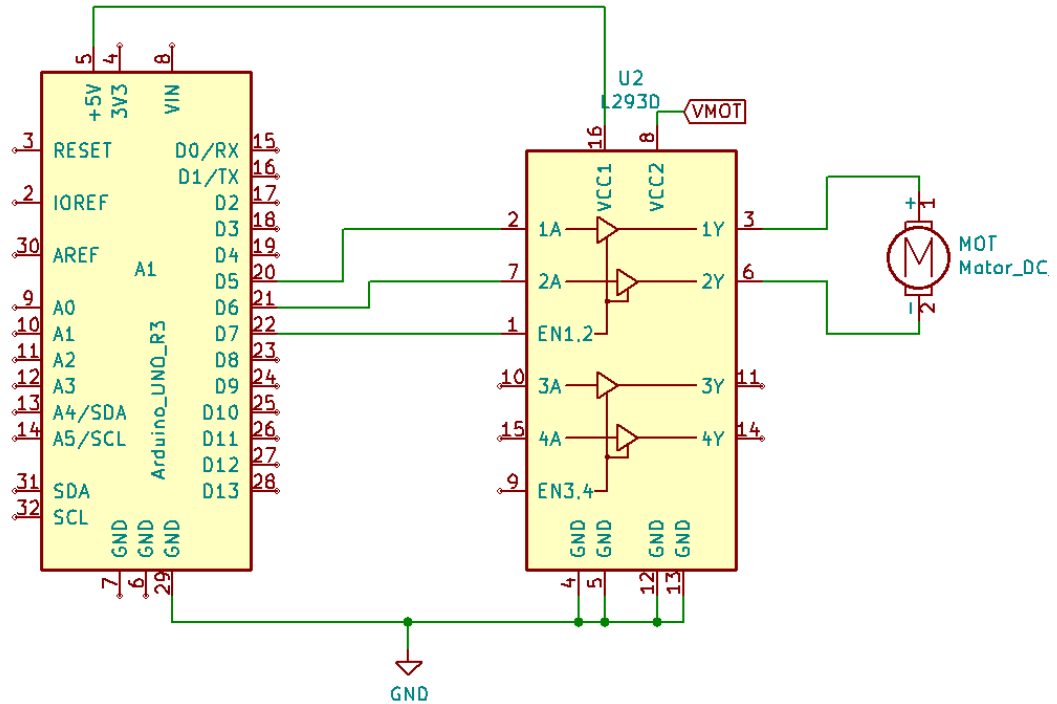 5
4
8
+5V
3V3
VIN
3
RESET
2
IOREF
30
AREF
A1
9
A0
10
A1
11
A2
12
A3
13
A4/SDA
14
A5/SCL
31
SDA
32
SCL
Arduino_UNO_R3
D0/RX
15
D1/TX
16
D2
17
D3
18
D4
19
D5
20
D6
21
D7
22
D8
23
D9
24
D10
25
D11
26
D12
27
D13
28
GND
GND
GND
7
6
29
GND
U2
L293D
VMOT
16
8
VCC1
VCC2
2
1A
1Y
3
7
2A
2Y
6
1
EN1,2
10
3A
3Y
11
15
4A
4Y
14
9
EN3,4
GND
GND
GND
GND
4
5
12
13
+
1
M
MOT
Motor_DC
-
2